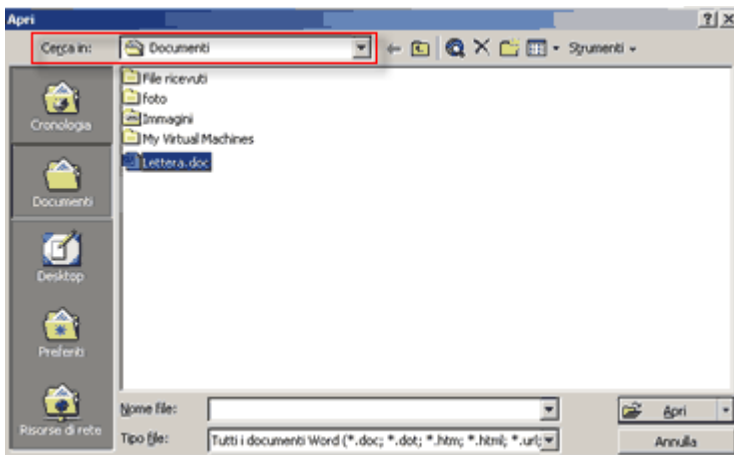 Apri
Cerca in: Documenti Strumenti
File ricevuti
foto
Immagini
My Virtual Machines
Lettera.doc
Cronologia
Documenti
Desktop
Preferiti
Risorse di rete
Nome file: Apri
Tipo file: Tutti i documenti Word (*.doc; *.dot; *.htm; *.html; *.url; Annulla